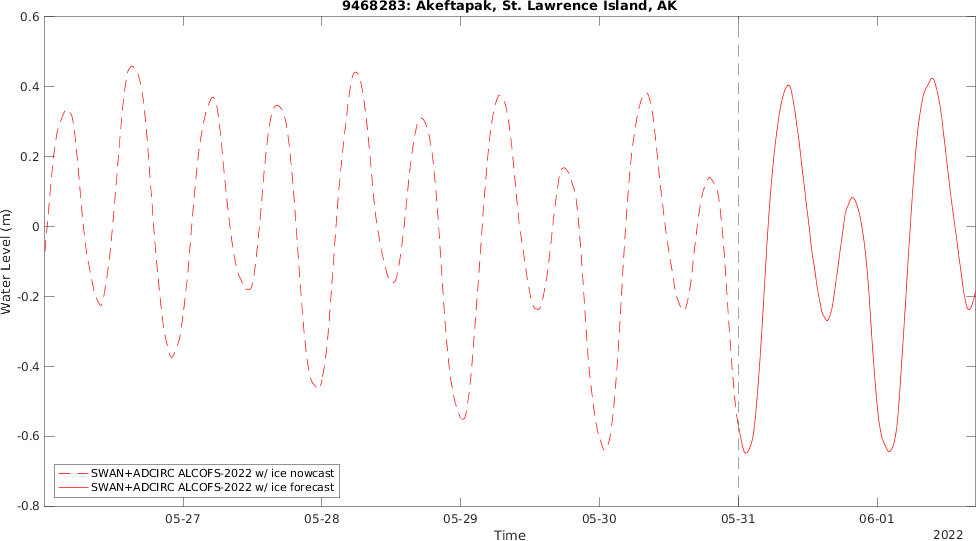 9468283: Akeftapak, St. Lawrence Island, AK
0.6
0.4
0.2
0
-0.2
-0.4
-0.6
-0.8
Water Level (m)
SWAN+ADCIRC ALCOFS-2022 w/ ice nowcast
SWAN+ADCIRC ALCOFS-2022 w/ ice forecast
05-27 05-28 05-29 05-30 05-31 06-01
Time
2022